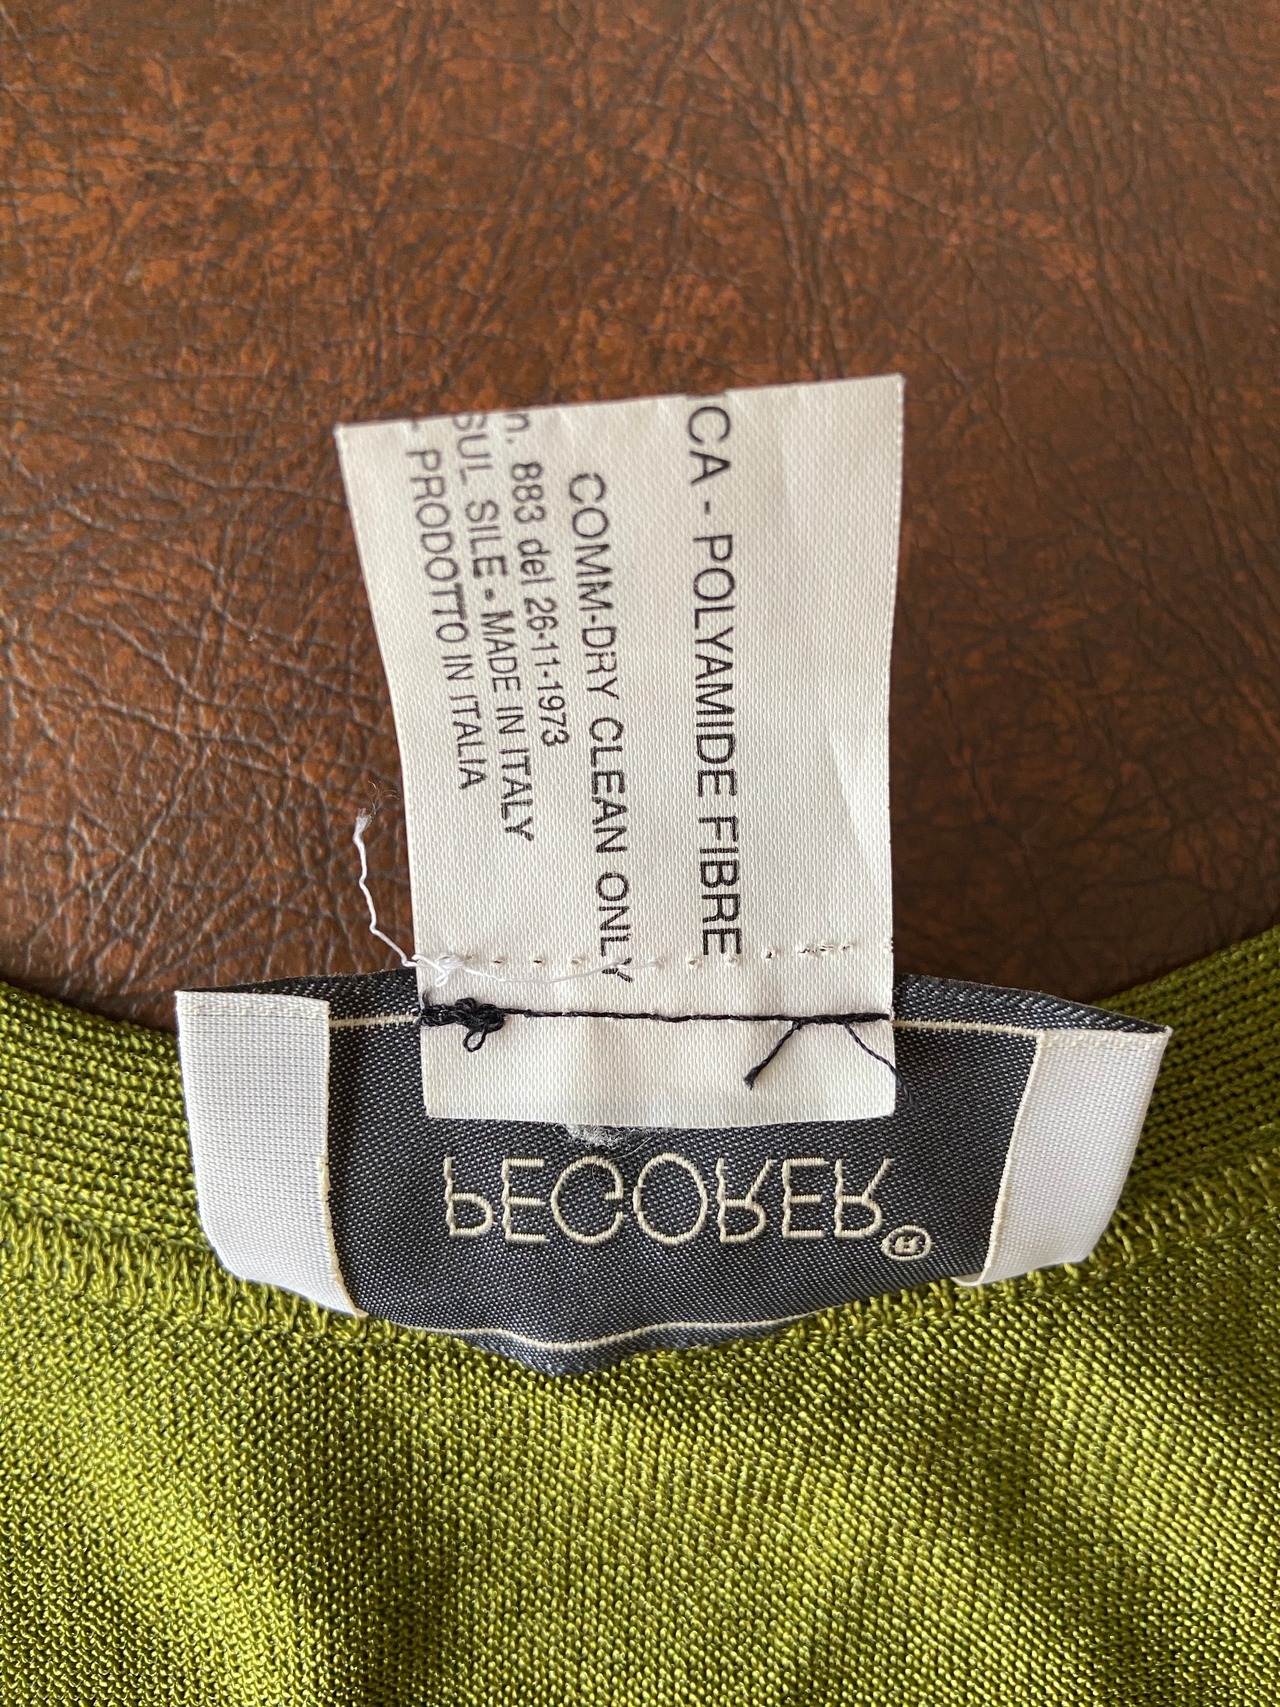 CA - POLYAMIDE FIBRE
COMM-DRY CLEAN ONLY
n. 883 del 26-11-1973
SUL SILE - MADE IN ITALY
PRODOTTO IN ITALIA
PEGORER®